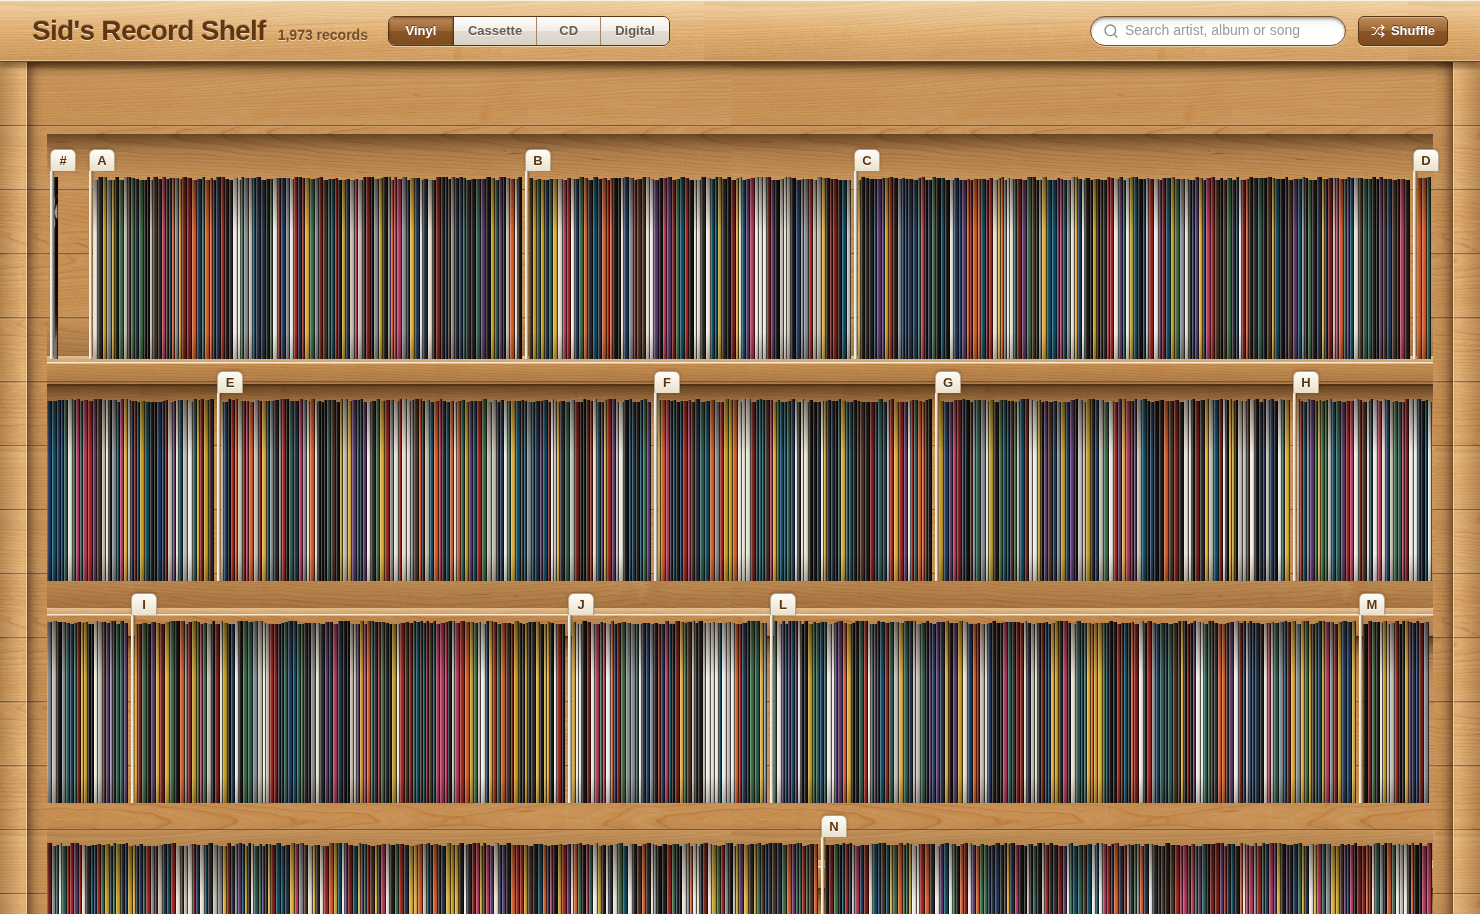 Sid's Record Shelf
1,973 records
Vinyl
Cassette
CD
Digital
Search artist, album or song
Shuffle
#
A
B
C
D
E
F
G
H
I
J
L
M
N